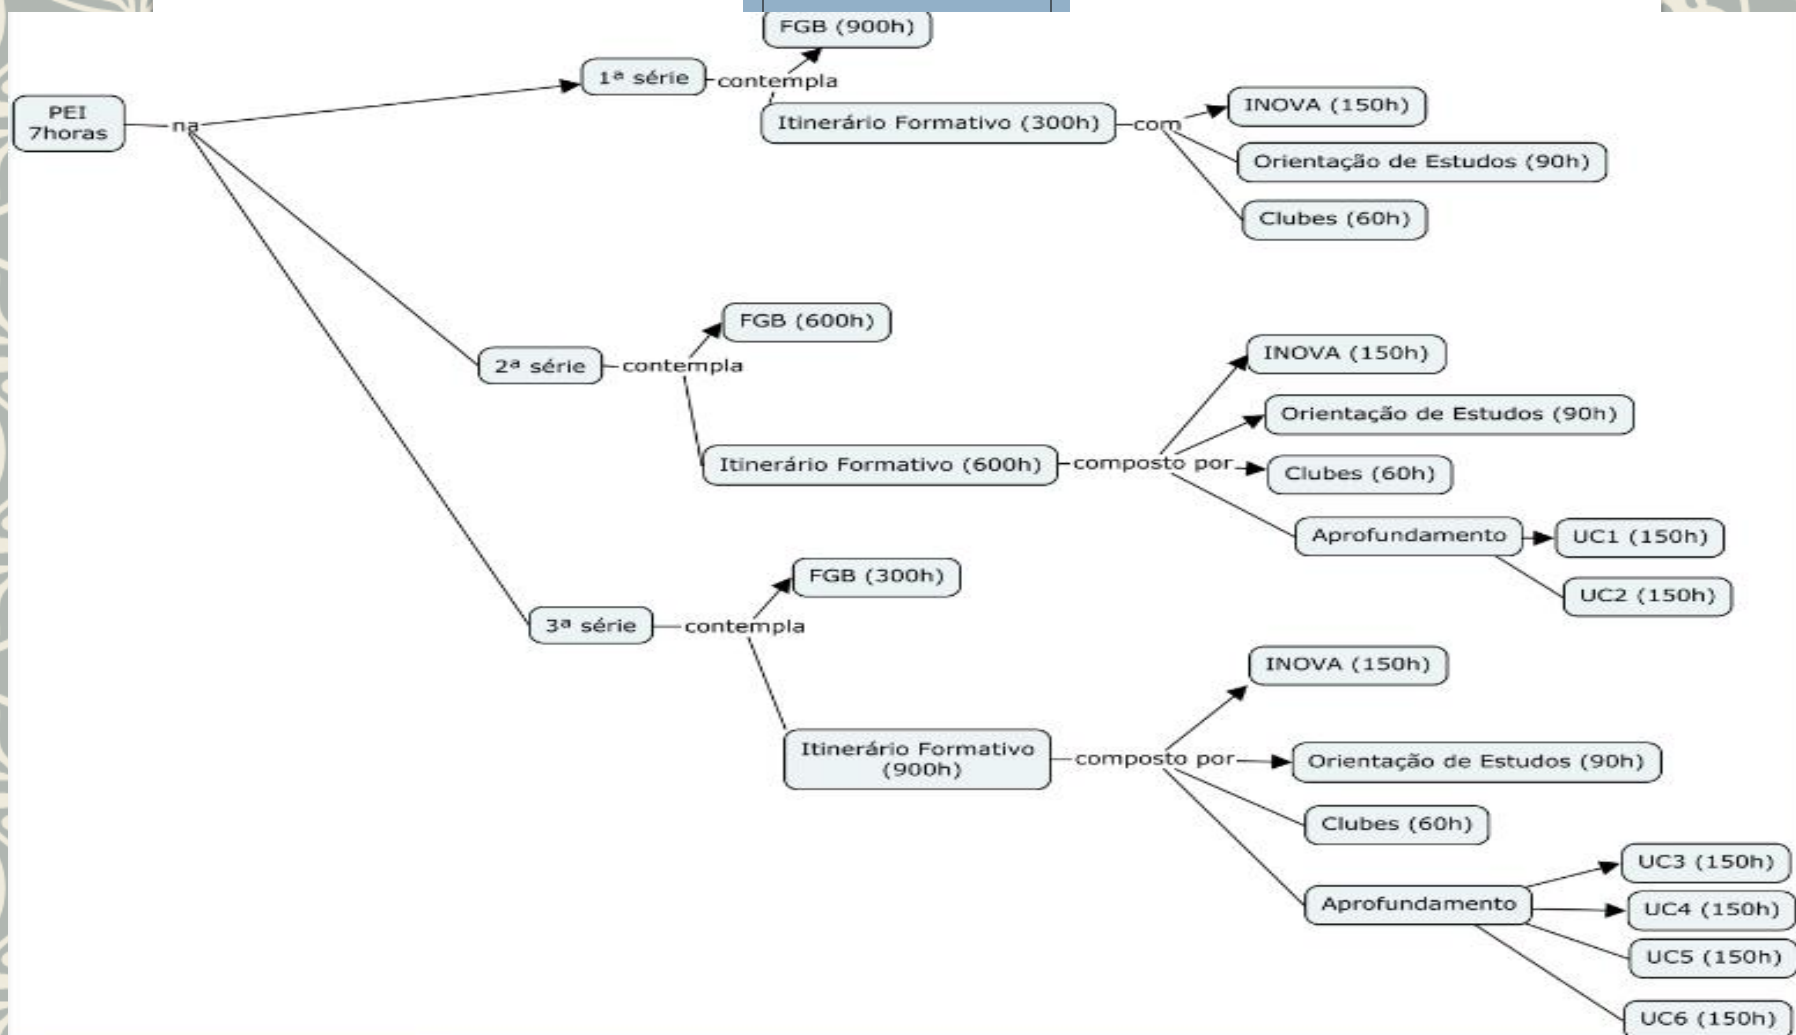 PEI
7horas
na
1ª série
contempla
FGB (900h)
Itinerário Formativo (300h)
com
INOVA (150h)
Orientação de Estudos (90h)
Clubes (60h)
2ª série
contempla
FGB (600h)
Itinerário Formativo (600h)
composto por
INOVA (150h)
Orientação de Estudos (90h)
Clubes (60h)
Aprofundamento
UC1 (150h)
UC2 (150h)
3ª série
contempla
FGB (300h)
Itinerário Formativo
(900h)
composto por
INOVA (150h)
Orientação de Estudos (90h)
Clubes (60h)
Aprofundamento
UC3 (150h)
UC4 (150h)
UC5 (150h)
UC6 (150h)